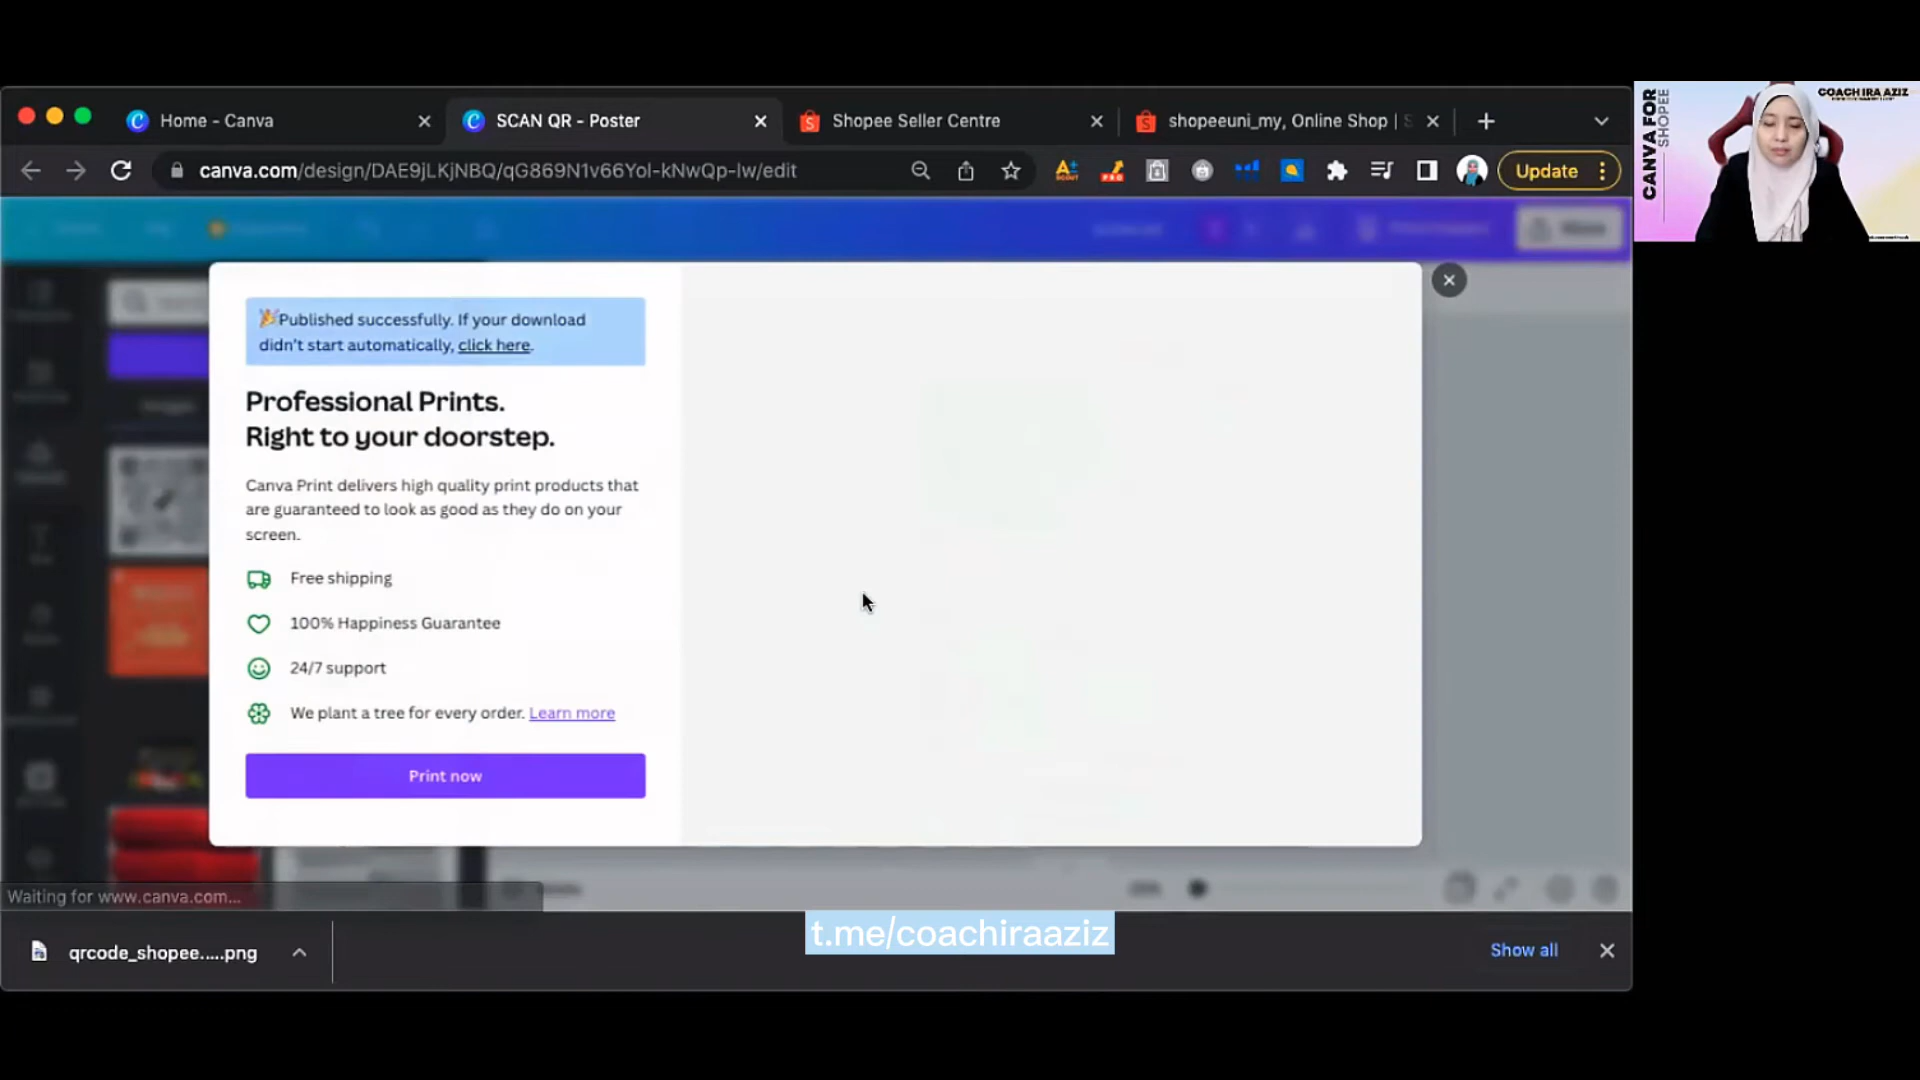 Home - Canva
SCAN QR - Poster
Shopee Seller Centre
shopeeuni_my, Online Shop | S
canva.com/design/DAE9jLKjNBQ/qG869N1v66Yol-kNwQp-lw/edit
Update
CANVA FOR
SHOPEE
COACH IRA AZIZ
🎉Published successfully. If your download
didn't start automatically, click here.
Professional Prints.
Right to your doorstep.
Canva Print delivers high quality print products that
are guaranteed to look as good as they do on your
screen.
Free shipping
100% Happiness Guarantee
24/7 support
We plant a tree for every order. Learn more
Print now
Waiting for www.canva.com...
qrcode_shopee.....png
t.me/coachiraaziz
Show all